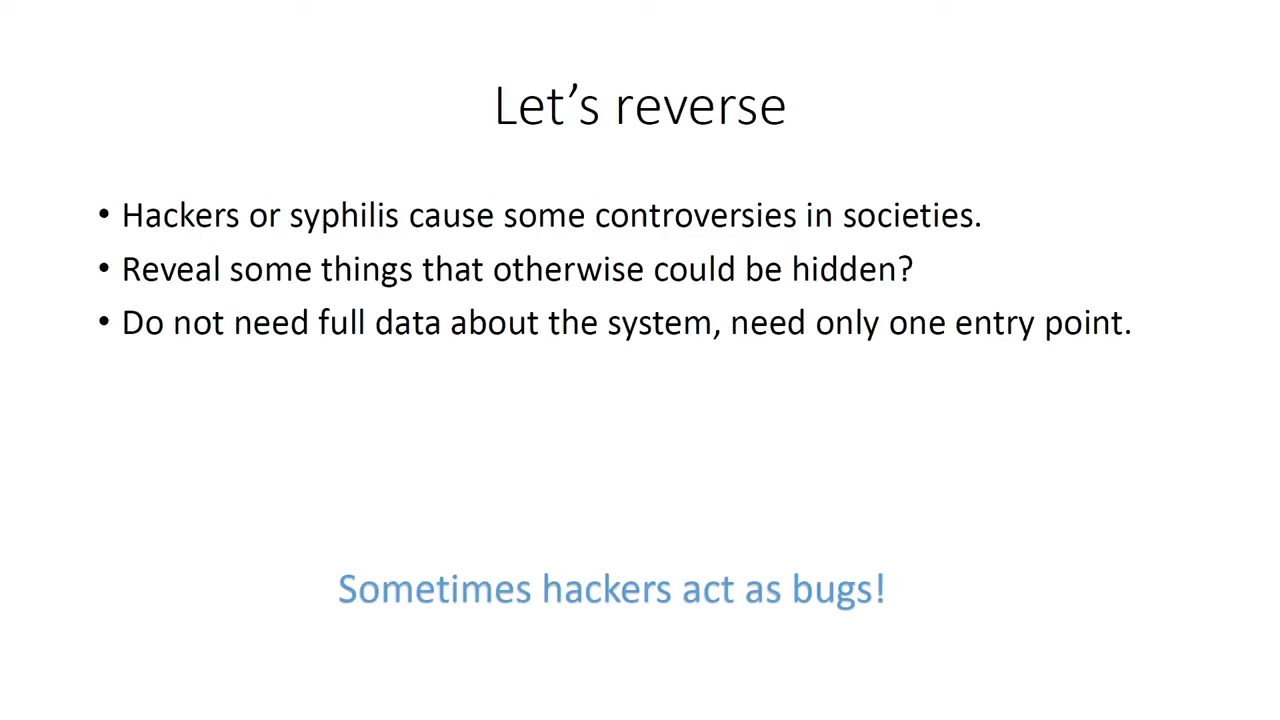 Let’s reverse
• Hackers or syphilis cause some controversies in societies.
• Reveal some things that otherwise could be hidden?
• Do not need full data about the system, need only one entry point.
Sometimes hackers act as bugs!